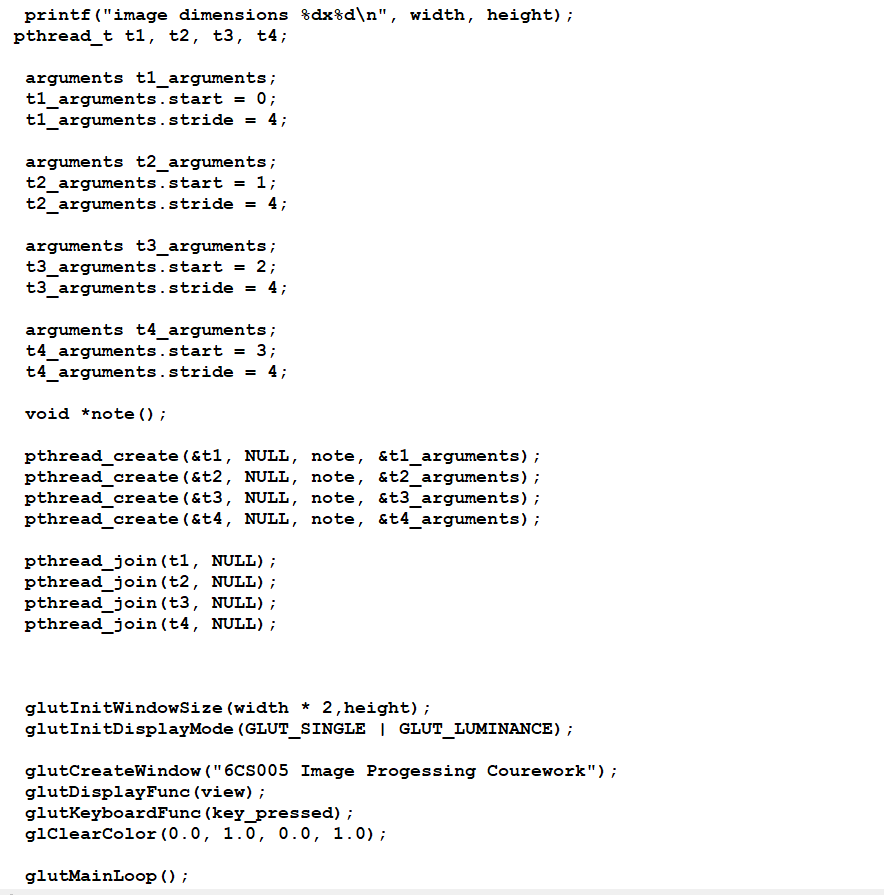 printf("image dimensions %dx%d\n", width, height);
pthread_t t1, t2, t3, t4;
arguments t1_arguments;
t1_arguments.start = 0;
t1_arguments.stride = 4;
arguments t2_arguments;
t2_arguments.start = 1;
t2_arguments.stride = 4;
arguments t3_arguments;
t3_arguments.start = 2;
t3_arguments.stride = 4;
arguments t4_arguments;
t4_arguments.start = 3;
t4_arguments.stride = 4;
void *note();
pthread_create(&t1, NULL, note, &t1_arguments);
pthread_create(&t2, NULL, note, &t2_arguments);
pthread_create(&t3, NULL, note, &t3_arguments);
pthread_create(&t4, NULL, note, &t4_arguments);
pthread_join(t1, NULL);
pthread_join(t2, NULL);
pthread_join(t3, NULL);
pthread_join(t4, NULL);
glutInitWindowSize(width * 2,height);
glutInitDisplayMode(GLUT_SINGLE | GLUT_LUMINANCE);
glutCreateWindow("6CS005 Image Progessing Courework");
glutDisplayFunc(view);
glutKeyboardFunc(key_pressed);
glClearColor(0.0, 1.0, 0.0, 1.0);
glutMainLoop();